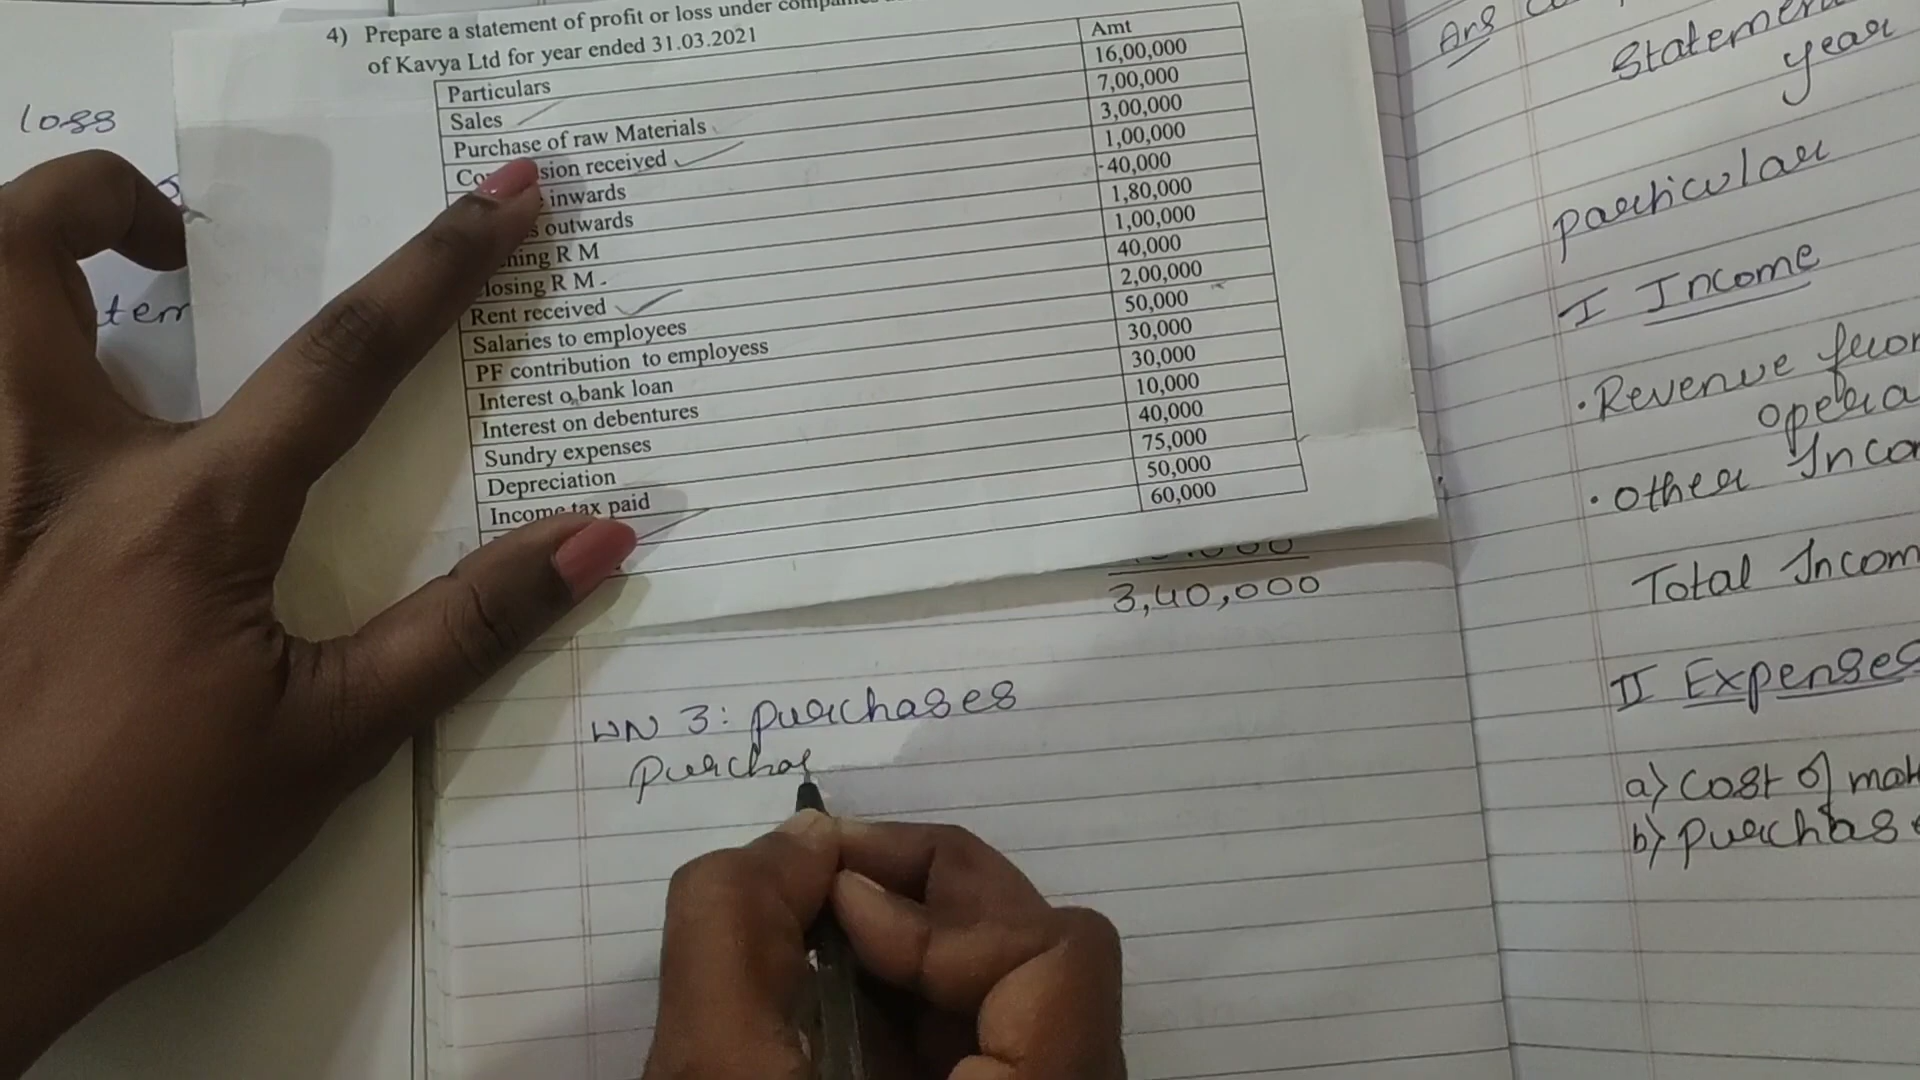 4) Prepare a statement of profit or loss under
of Kavya Ltd for year ended 31.03.2021
Particulars Amt
Sales 16,00,000
Purchase of raw Materials 7,00,000
received 3,00,000
inwards 1,00,000
outwards -40,000
R M 1,80,000
losing R M 1,00,000
Rent received 40,000
Salaries to employees 2,00,000
PF contribution to employess 50,000
Interest on bank loan 30,000
Interest on debentures 30,000
Sundry expenses 10,000
Depreciation 40,000
Income tax paid 75,000
50,000
60,000
3,40,000
WN 3: purchases
purchas
loss
Ans
Statemen
year
particular
I Income
• Revenue from
opera
• Other Inco
Total Incom
II Expenses
a) Cost of mat
b) purchase